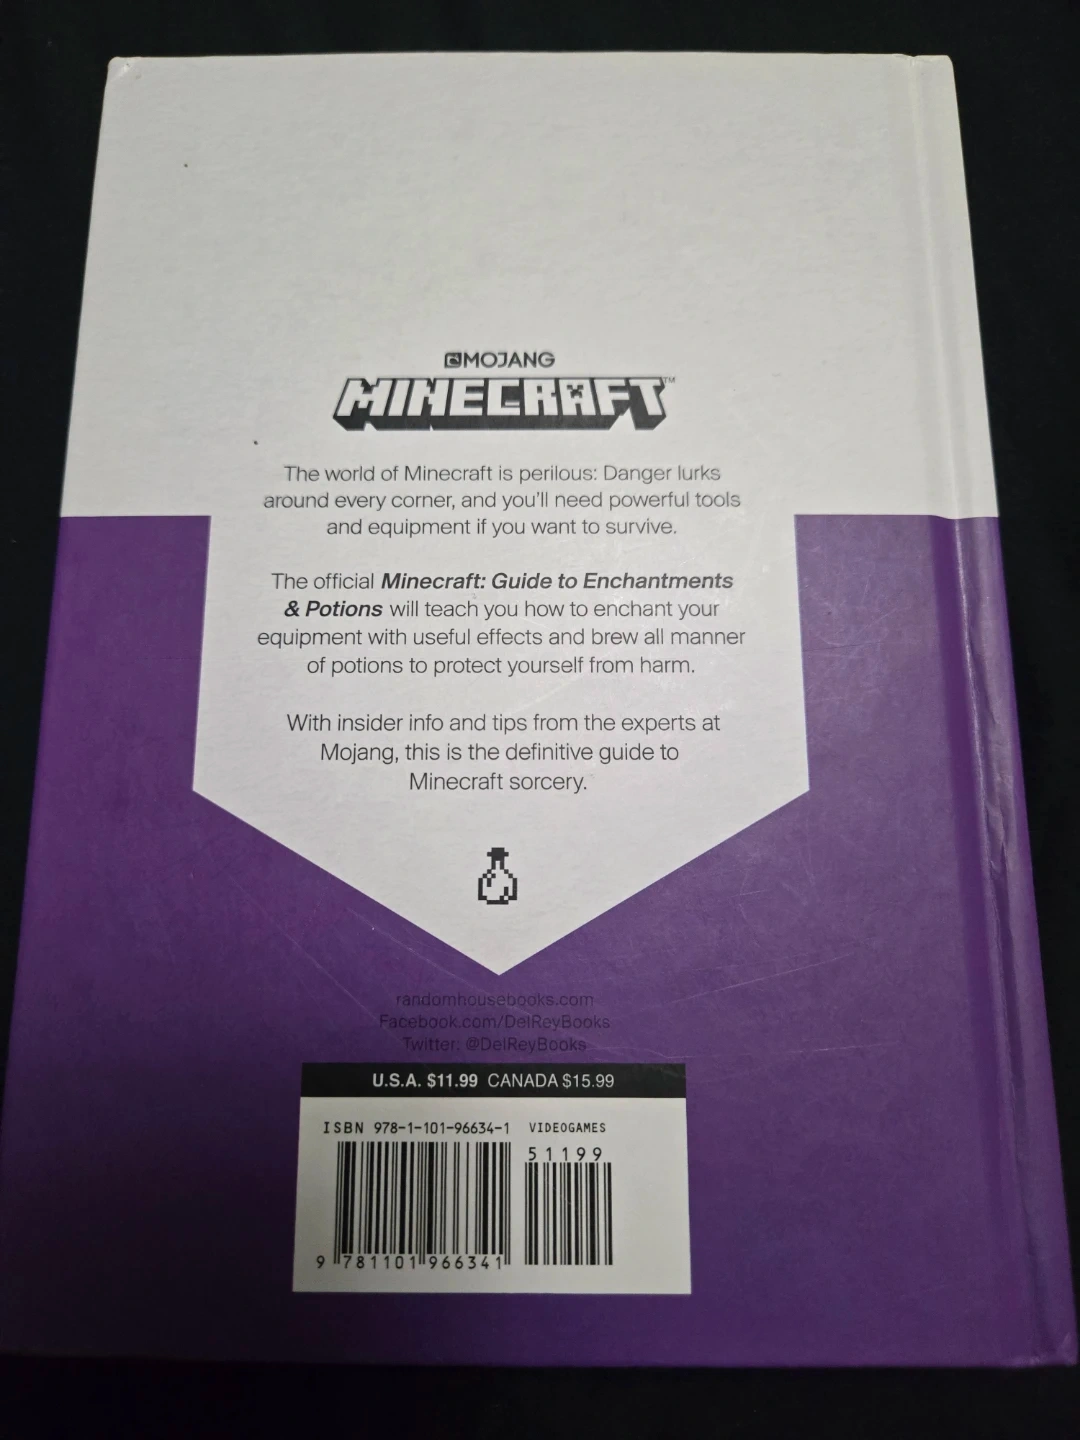 MOJANG
MINECRAFT™
The world of Minecraft is perilous: Danger lurks
around every corner, and you'll need powerful tools
and equipment if you want to survive.
The official Minecraft: Guide to Enchantments
& Potions will teach you how to enchant your
equipment with useful effects and brew all manner
of potions to protect yourself from harm.
With insider info and tips from the experts at
Mojang, this is the definitive guide to
Minecraft sorcery.
randomhousebooks.com
Facebook.com/DelReyBooks
Twitter: @DelReyBooks
U.S.A. $11.99 CANADA $15.99
ISBN 978-1-101-96634-1 VIDEOGAMES
51199
9 781101 966341